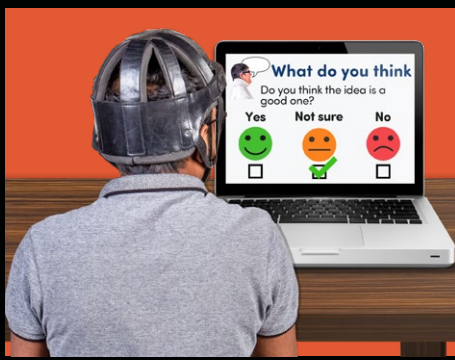 What do you think
Do you think the idea is a
good one?
Yes Not sure No